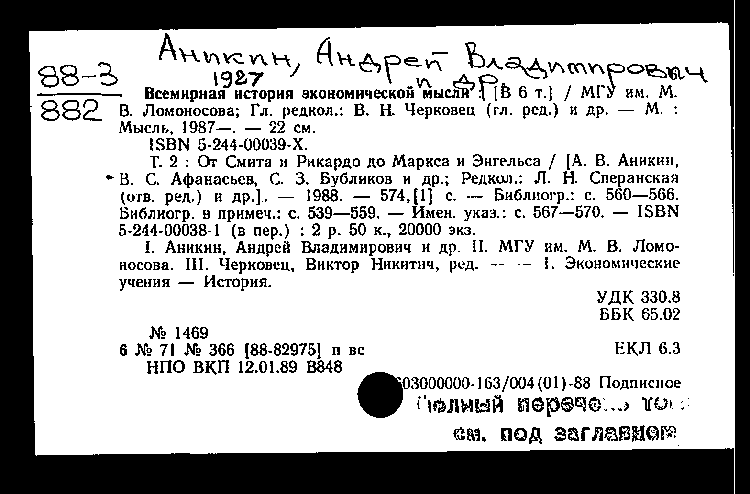 Аникин, Андрей Владимирович
1927 и др.
88-3
882
Всемирная история экономической мысли : [В 6 т.] / МГУ им. М.
В. Ломоносова; Гл. редкол.: В. Н. Черковец (гл. ред.) и др. — М. :
Мысль, 1987—. — 22 см.
ISBN 5-244-00039-X.
Т. 2 : От Смита и Рикардо до Маркса и Энгельса / [А. В. Аникин,
В. С. Афанасьев, С. З. Бубликов и др.; Редкол.: Л. Н. Сперанская
(отв. ред.) и др.]. — 1988. — 574,[1] с. — Библиогр.: с. 560—566.
Библиогр. в примеч.: с. 539—559. — Имен. указ.: с. 567—570. — ISBN
5-244-00038-1 (в пер.) : 2 р. 50 к., 20000 экз.
I. Аникин, Андрей Владимирович и др. II. МГУ им. М. В. Ломо-
носова. III. Черковец, Виктор Никитич, ред. -- -- 1. Экономические
учения — История.
УДК 330.8
ББК 65.02
№ 1469
6 № 71 № 366 [88-82975] п вс
ЕКЛ 6.3
НПО ВКП 12.01.89 В848
03000000-163/004(01)-88 Подписное
Полный перече
см. под заглавием